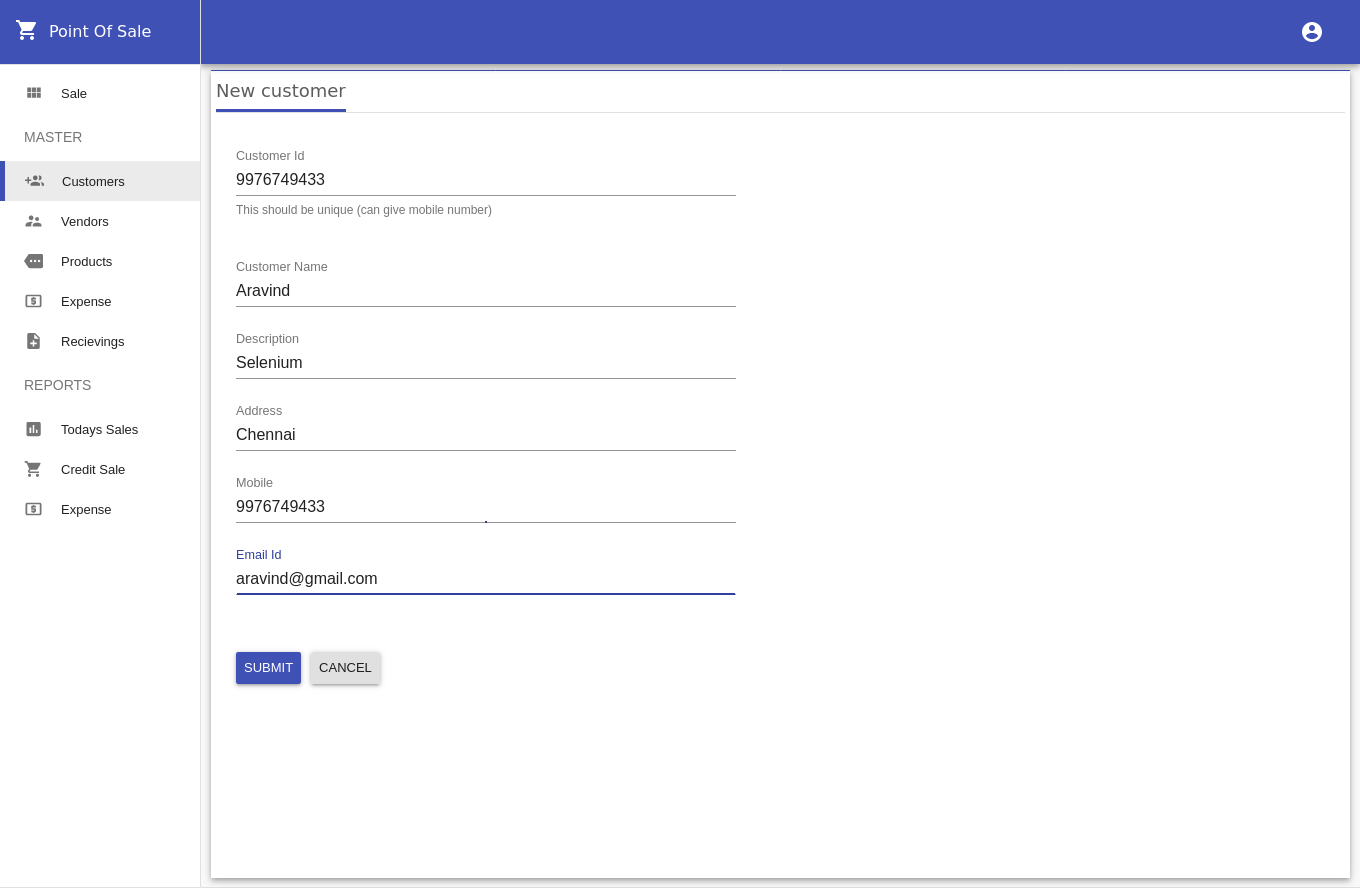 Point Of Sale
Sale
MASTER
Customers
Vendors
Products
Expense
Recievings
REPORTS
Todays Sales
Credit Sale
Expense
New customer
Customer Id
9976749433
This should be unique (can give mobile number)
Customer Name
Aravind
Description
Selenium
Address
Chennai
Mobile
9976749433
Email Id
aravind@gmail.com
SUBMIT CANCEL